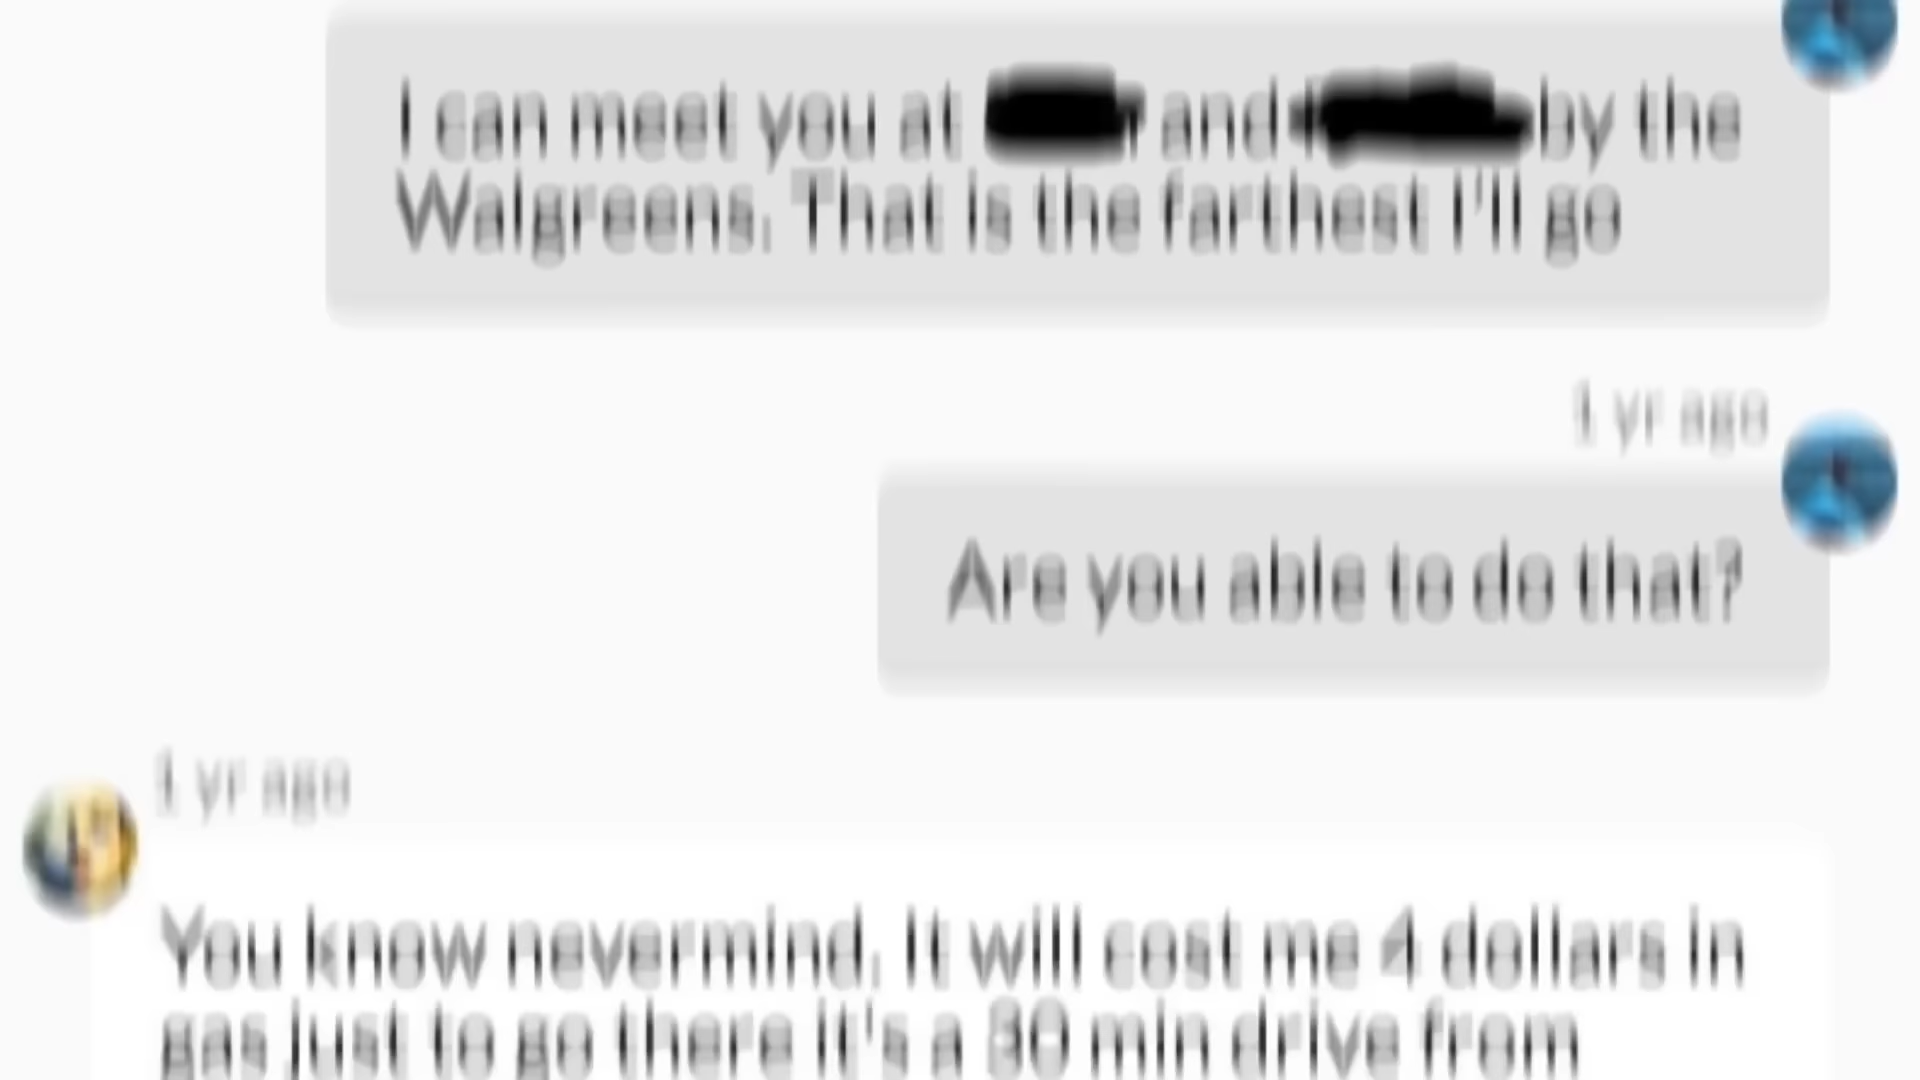 I can meet you at and by the
Walgreens. That is the farthest I'll go
1 yr ago
Are you able to do that?
1 yr ago
You know nevermind. It will cost me 4 dollars in
gas just to go there it's a 30 min drive from